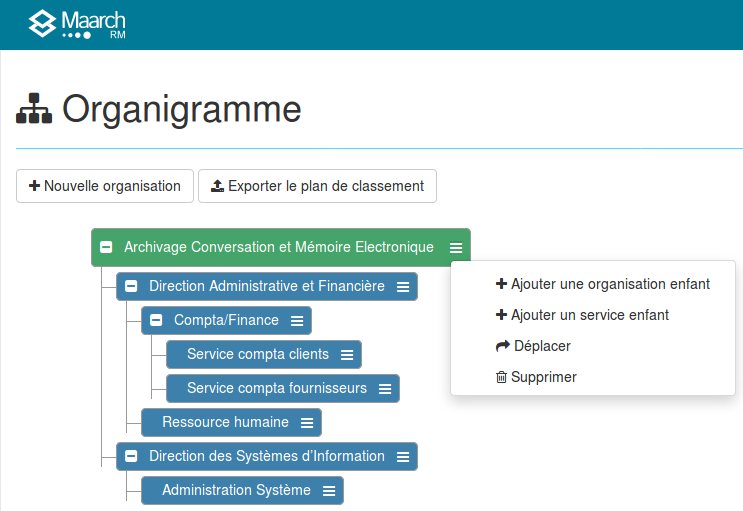 Maarch
RM
Organigramme
Nouvelle organisation
Exporter le plan de classement
Archivage Conversation et Mémoire Electronique
Ajouter une organisation enfant
Direction Administrative et Financière
Ajouter un service enfant
Compta/Finance
Déplacer
Service compta clients
Supprimer
Service compta fournisseurs
Ressource humaine
Direction des Systèmes d'Information
Administration Système